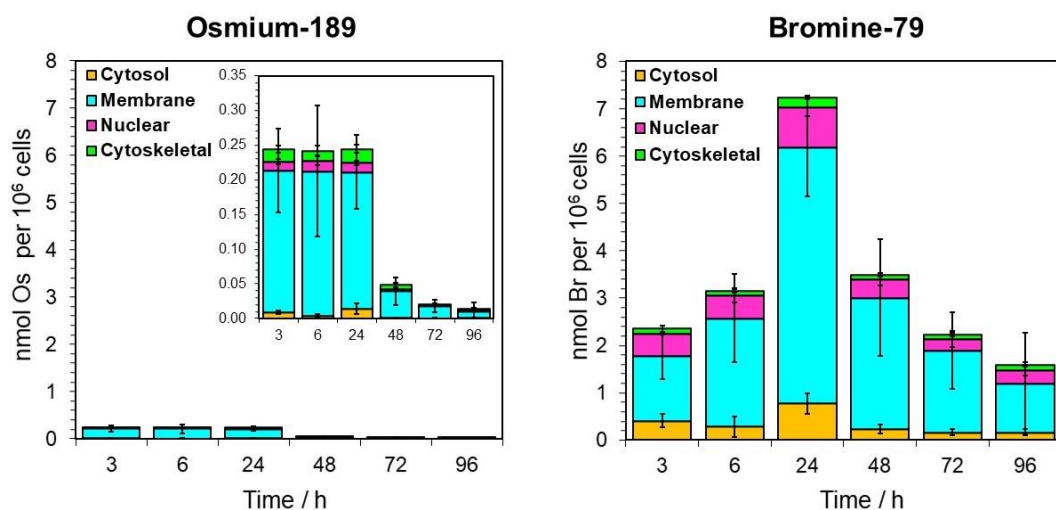 Osmium-189
Bromine-79
8
7
6
5
4
3
2
1
0
nmol Os per 10⁶ cells
Cytosol
Membrane
Nuclear
Cytoskeletal
0.35
0.30
0.25
0.20
0.15
0.10
0.05
0.00
3 6 24 48 72 96
3 6 24 48 72 96
Time / h
8
7
6
5
4
3
2
1
0
nmol Br per 10⁶ cells
Cytosol
Membrane
Nuclear
Cytoskeletal
3 6 24 48 72 96
Time / h